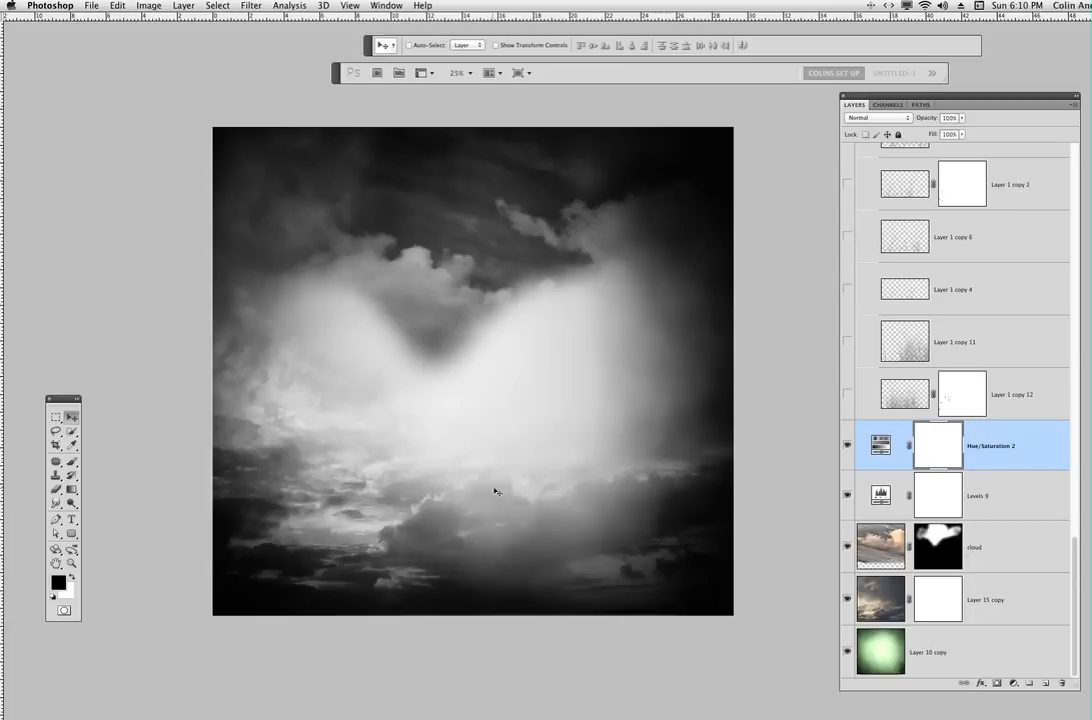 Photoshop File Edit Image Layer Select Filter Analysis 3D View Window Help Sun 6:10 PM Colin An
Auto-Select: Layer Show Transform Controls
Ps Mb 25% COLINS SET UP UNTITLED-1 >>
LAYERS CHANNELS PATHS
Normal Opacity: 100%
Lock: Fill: 100%
Layer 1 copy 2
Layer 1 copy 6
Layer 1 copy 4
Layer 1 copy 11
Layer 1 copy 12
Hue/Saturation 2
Levels 9
cloud
Layer 15 copy
Layer 10 copy